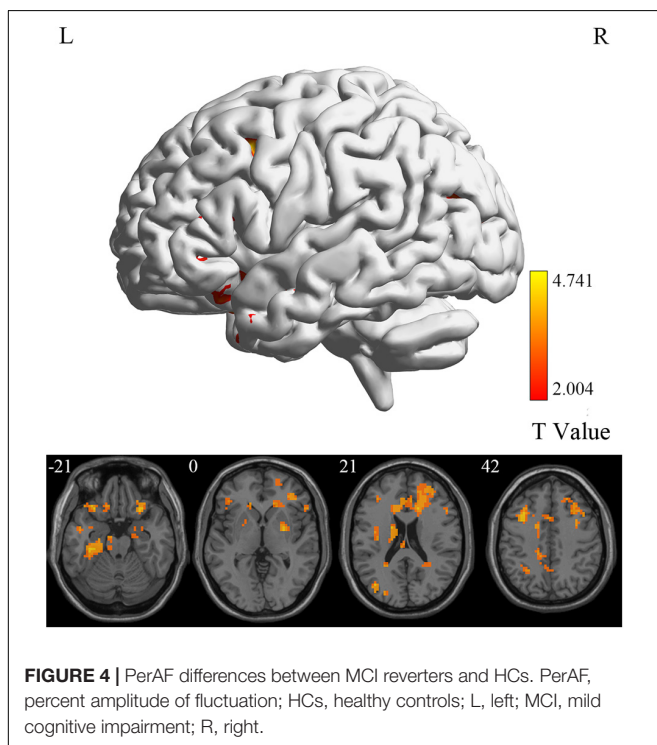 L
R
4.741
2.004
T Value
-21
0
21
42
FIGURE 4 | PerAF differences between MCI reverters and HCs. PerAF,
percent amplitude of fluctuation; HCs, healthy controls; L, left; MCI, mild
cognitive impairment; R, right.